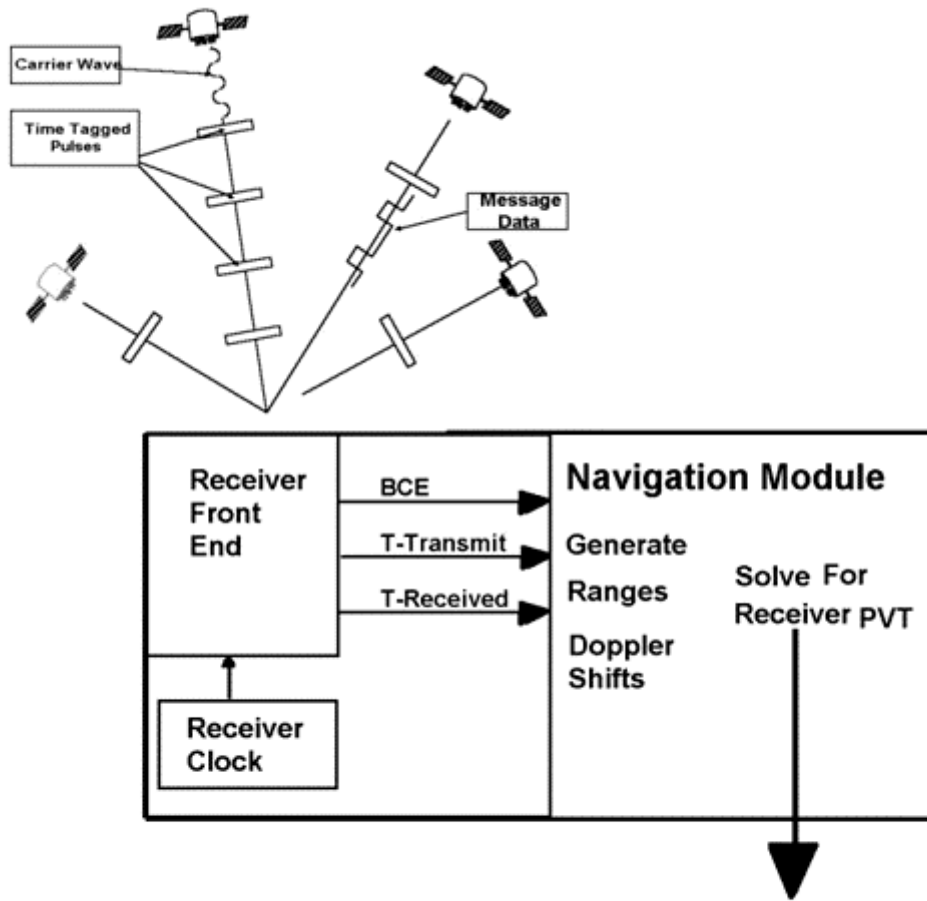 Carrier Wave
Time Tagged
Pulses
Message
Data
Receiver
Front
End
BCE
T-Transmit
T-Received
Receiver
Clock
Navigation Module
Generate
Ranges
Doppler
Shifts
Solve For
Receiver PVT